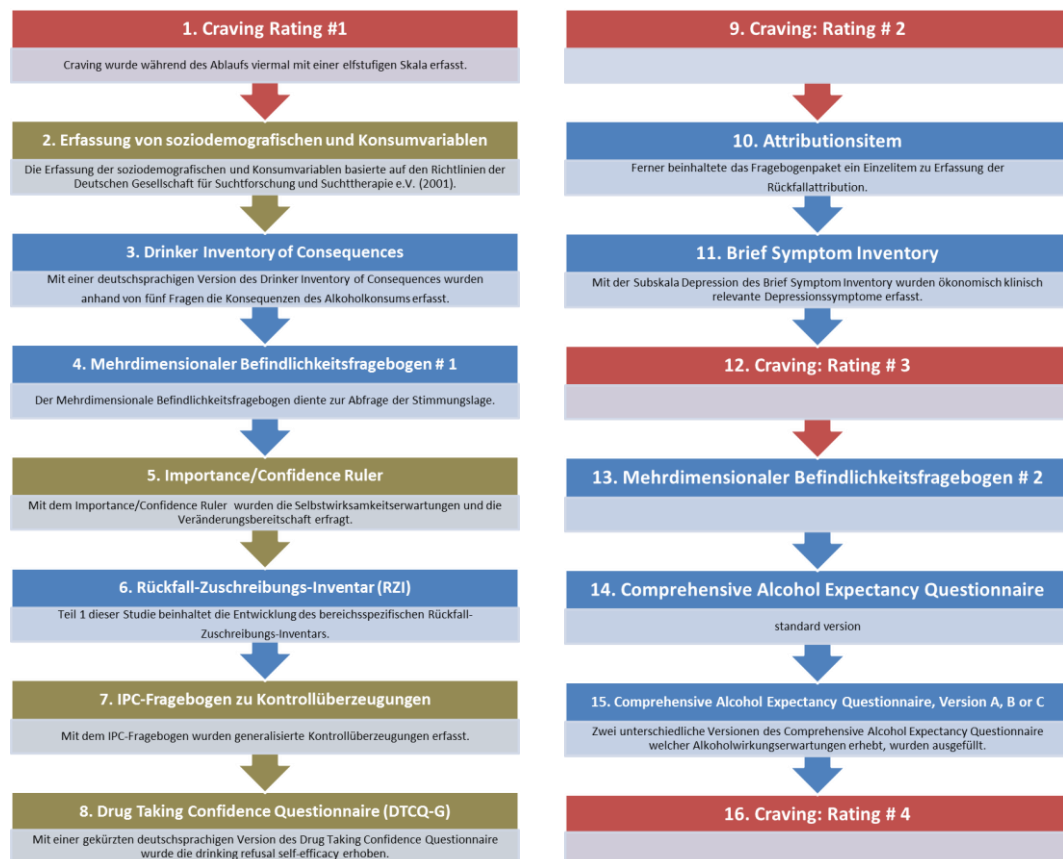 1. Craving Rating #1
Craving wurde während des Ablaufs viermal mit einer elfstufigen Skala erfasst.
2. Erfassung von soziodemografischen und Konsumvariablen
Die Erfassung der soziodemografischen und Konsumvariablen basierte auf den Richtlinien der
Deutschen Gesellschaft für Suchtforschung und Suchttherapie e.V. (2001).
3. Drinker Inventory of Consequences
Mit einer deutschsprachigen Version des Drinker Inventory of Consequences wurden
anhand von fünf Fragen die Konsequenzen des Alkoholkonsums erfasst.
4. Mehrdimensionaler Befindlichkeitsfragebogen # 1
Der Mehrdimensionale Befindlichkeitsfragebogen diente zur Abfrage der Stimmungslage.
5. Importance/Confidence Ruler
Mit dem Importance/Confidence Ruler wurden die Selbstwirksamkeitserwartungen und die
Veränderungsbereitschaft erfragt.
6. Rückfall-Zuschreibungs-Inventar (RZI)
Teil 1 dieser Studie beinhaltet die Entwicklung des bereichsspezifischen Rückfall-
Zuschreibungs-Inventars.
7. IPC-Fragebogen zu Kontrollüberzeugungen
Mit dem IPC-Fragebogen wurden generalisierte Kontrollüberzeugungen erfasst.
8. Drug Taking Confidence Questionnaire (DTCQ-G)
Mit einer gekürzten deutschsprachigen Version des Drug Taking Confidence Questionnaire
wurde die drinking refusal self-efficacy erhoben.
9. Craving: Rating # 2
10. Attributionsitem
Ferner beinhaltete das Fragebogenpaket ein Einzelitem zu Erfassung der
Rückfallattribution.
11. Brief Symptom Inventory
Mit der Subskala Depression des Brief Symptom Inventory wurden ökonomisch klinisch
relevante Depressionssymptome erfasst.
12. Craving: Rating # 3
13. Mehrdimensionaler Befindlichkeitsfragebogen # 2
14. Comprehensive Alcohol Expectancy Questionnaire
standard version
15. Comprehensive Alcohol Expectancy Questionnaire, Version A, B or C
Zwei unterschiedliche Versionen des Comprehensive Alcohol Expectancy Questionnaire
welcher Alkoholwirkungserwartungen erhebt, wurden ausgefüllt.
16. Craving: Rating # 4